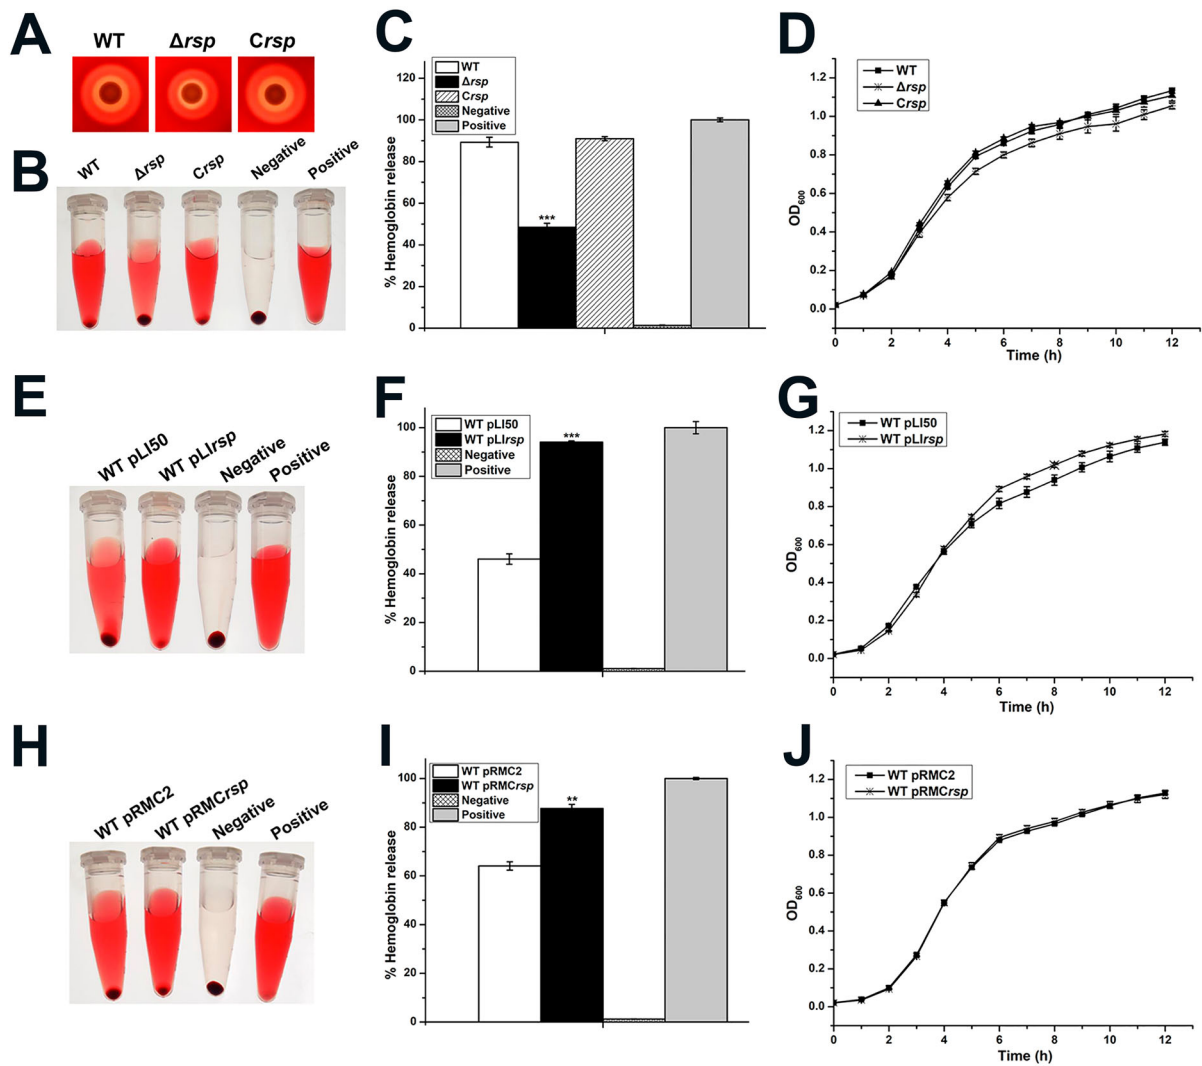 A
WT Δrsp Crsp
B
WT Δrsp Crsp Negative Positive
C
WT
Δrsp
Crsp
Negative
Positive
% Hemoglobin release
120
100
80
60
40
20
0
***
D
WT
Δrsp
Crsp
OD600
1.2
1.0
0.8
0.6
0.4
0.2
0.0
0 2 4 6 8 10 12
Time (h)
E
WT pLI50 WT pLIrsp Negative Positive
F
WT pLI50
WT pLIrsp
Negative
Positive
% Hemoglobin release
100
80
60
40
20
0
***
G
WT pLI50
WT pLIrsp
OD600
1.2
1.0
0.8
0.6
0.4
0.2
0.0
0 2 4 6 8 10 12
Time (h)
H
WT pRMC2 WT pRMCrsp Negative Positive
I
WT pRMC2
WT pRMCrsp
Negative
Positive
% Hemoglobin release
100
80
60
40
20
0
**
J
WT pRMC2
WT pRMCrsp
OD600
1.2
1.0
0.8
0.6
0.4
0.2
0.0
0 2 4 6 8 10 12
Time (h)